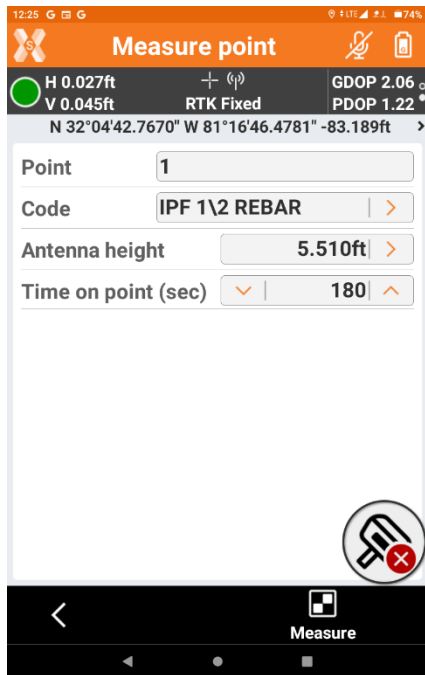 12:25 G G LTE 74%
S Measure point
H 0.027ft GDOP 2.06
V 0.045ft RTK Fixed PDOP 1.22
N 32°04'42.7670" W 81°16'46.4781" -83.189ft
Point 1
Code IPF 1\2 REBAR
Antenna height 5.510ft
Time on point (sec) 180
Measure